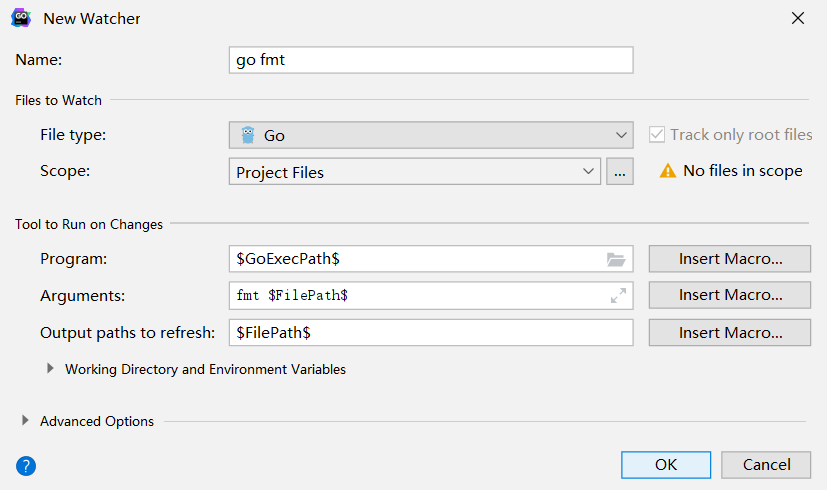 New Watcher
Name: go fmt
Files to Watch
File type: Go Track only root files
Scope: Project Files ... No files in scope
Tool to Run on Changes
Program: $GoExecPath$ Insert Macro...
Arguments: fmt $FilePath$ Insert Macro...
Output paths to refresh: $FilePath$ Insert Macro...
Working Directory and Environment Variables
Advanced Options
? OK Cancel